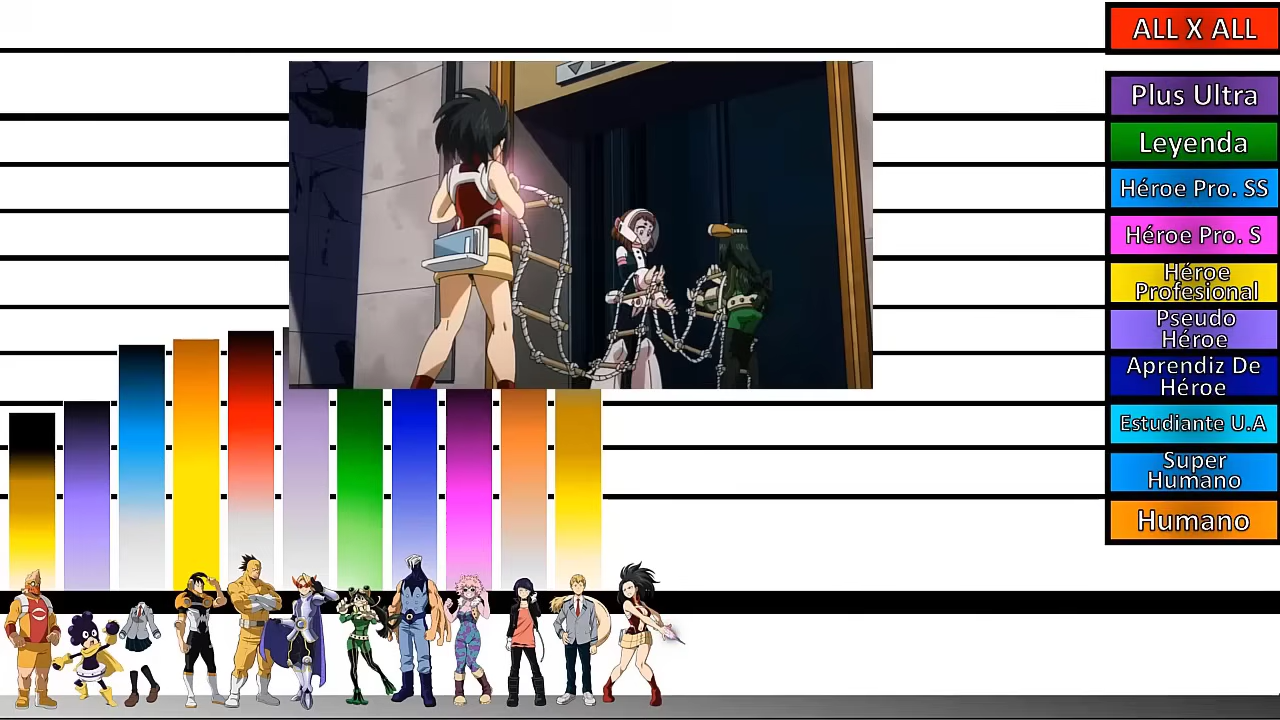 ALL X ALL
Plus Ultra
Leyenda
Héroe Pro. SS
Héroe Pro. S
Héroe
Profesional
Pseudo
Héroe
Aprendiz De
Héroe
Estudiante U.A
Super
Humano
Humano